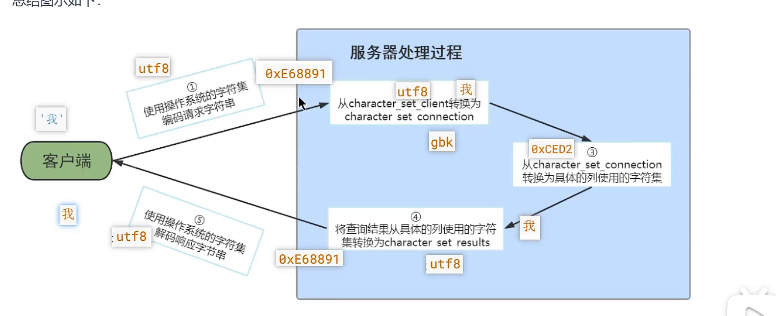 总结图示如下：
服务器处理过程
utf8
①
使用操作系统的字符集
编码请求字符串
0xE68891
'我'
客户端
utf8
我
从character_set_client转换为
character_set_connection
gbk
0xCED2
③
从character_set_connection
转换为具体的列使用的字符集
我
④
将查询结果从具体的列使用的字符
集转换为character_set_results
utf8
0xE68891
⑤
使用操作系统的字符集
解码响应字节串
utf8
我